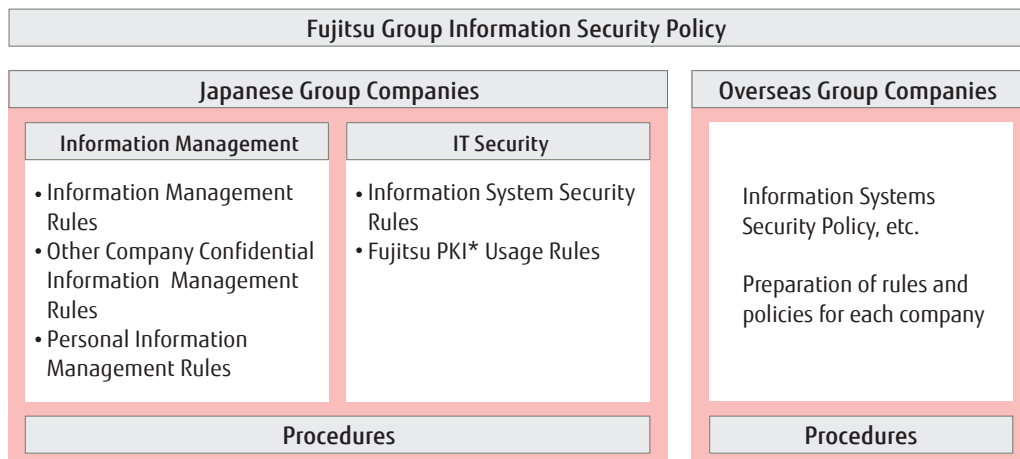 Fujitsu Group Information Security Policy
Japanese Group Companies
Information Management
• Information Management
Rules
• Other Company Confidential
Information Management
Rules
• Personal Information
Management Rules
IT Security
• Information System Security
Rules
• Fujitsu PKI* Usage Rules
Procedures
Overseas Group Companies
Information Systems
Security Policy, etc.
Preparation of rules and
policies for each company
Procedures